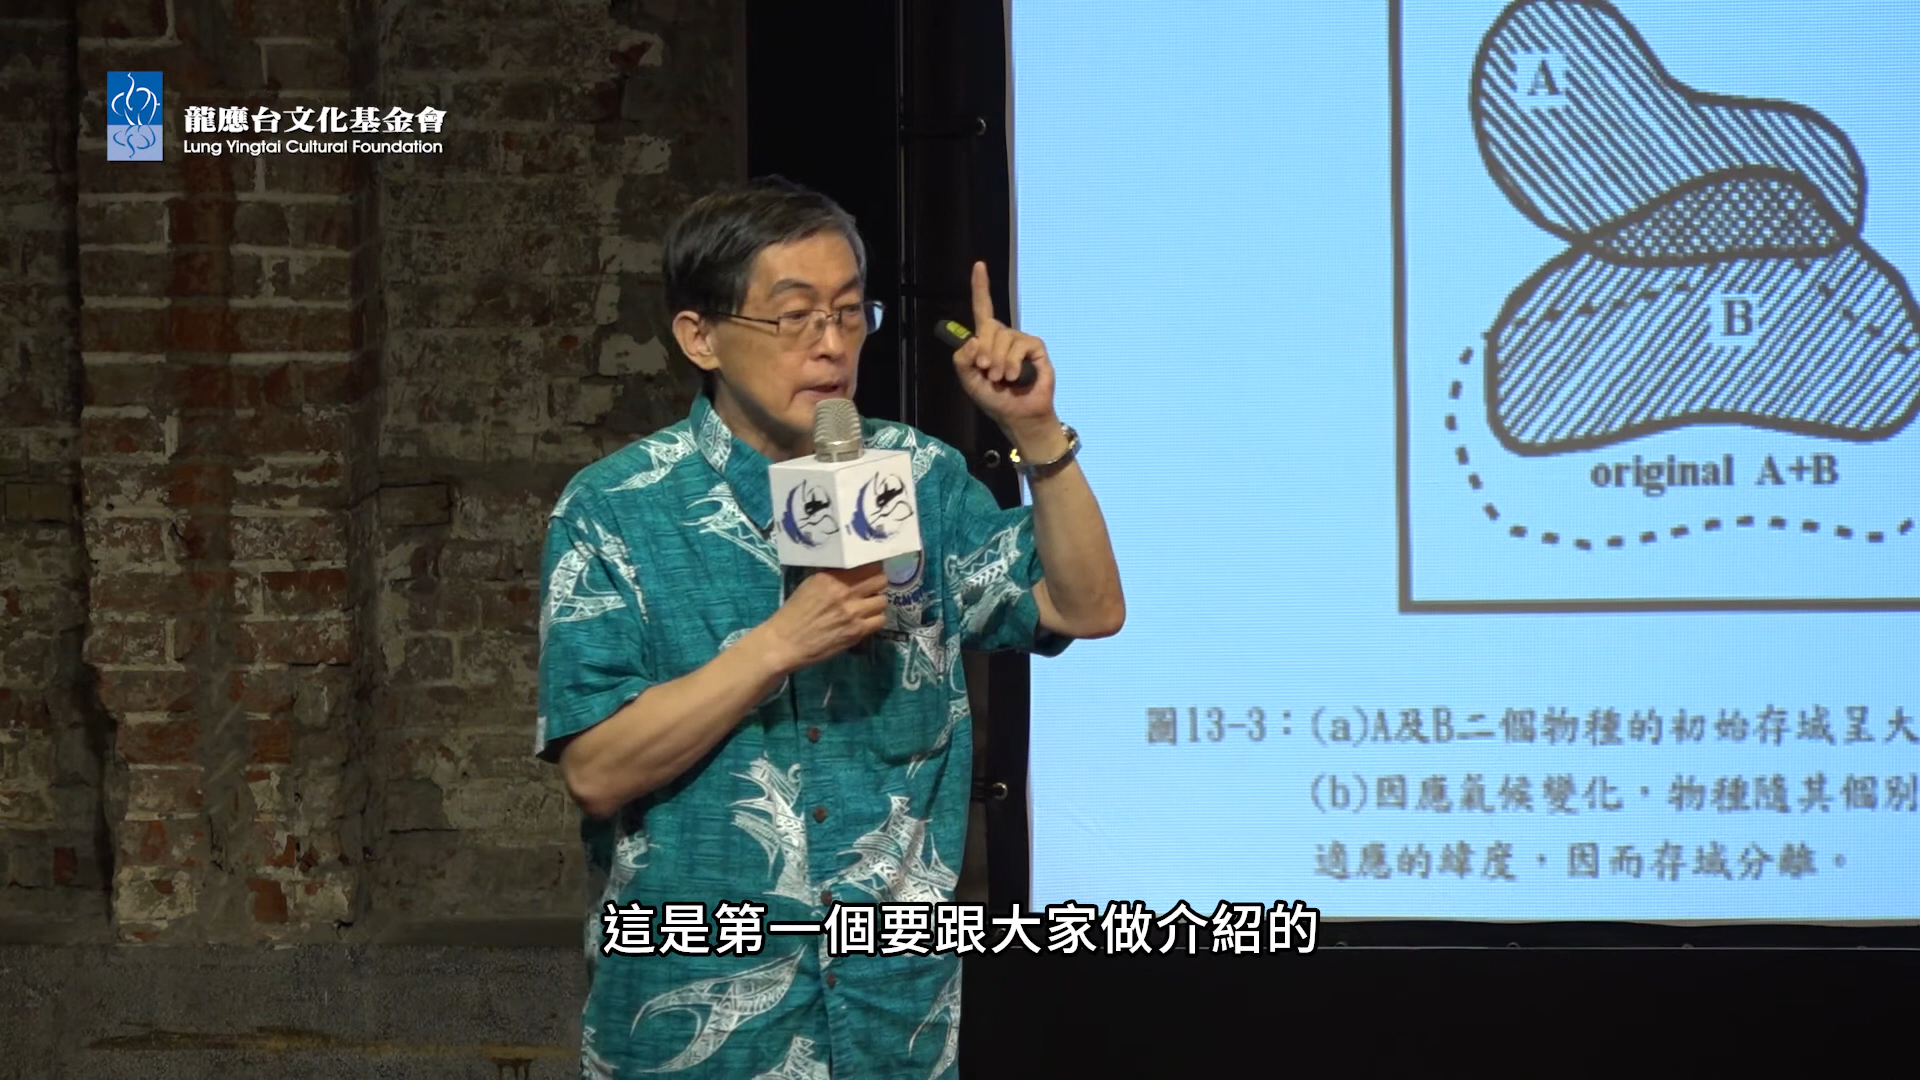 龍應台文化基金會
Lung Yingtai Cultural Foundation
A
B
original A+B
圖13-3：(a)A及B二個物種的初始存域呈大
(b)因應氣候變化，物種隨其個別
適應的緯度，因而存域分離。
這是第一個要跟大家做介紹的